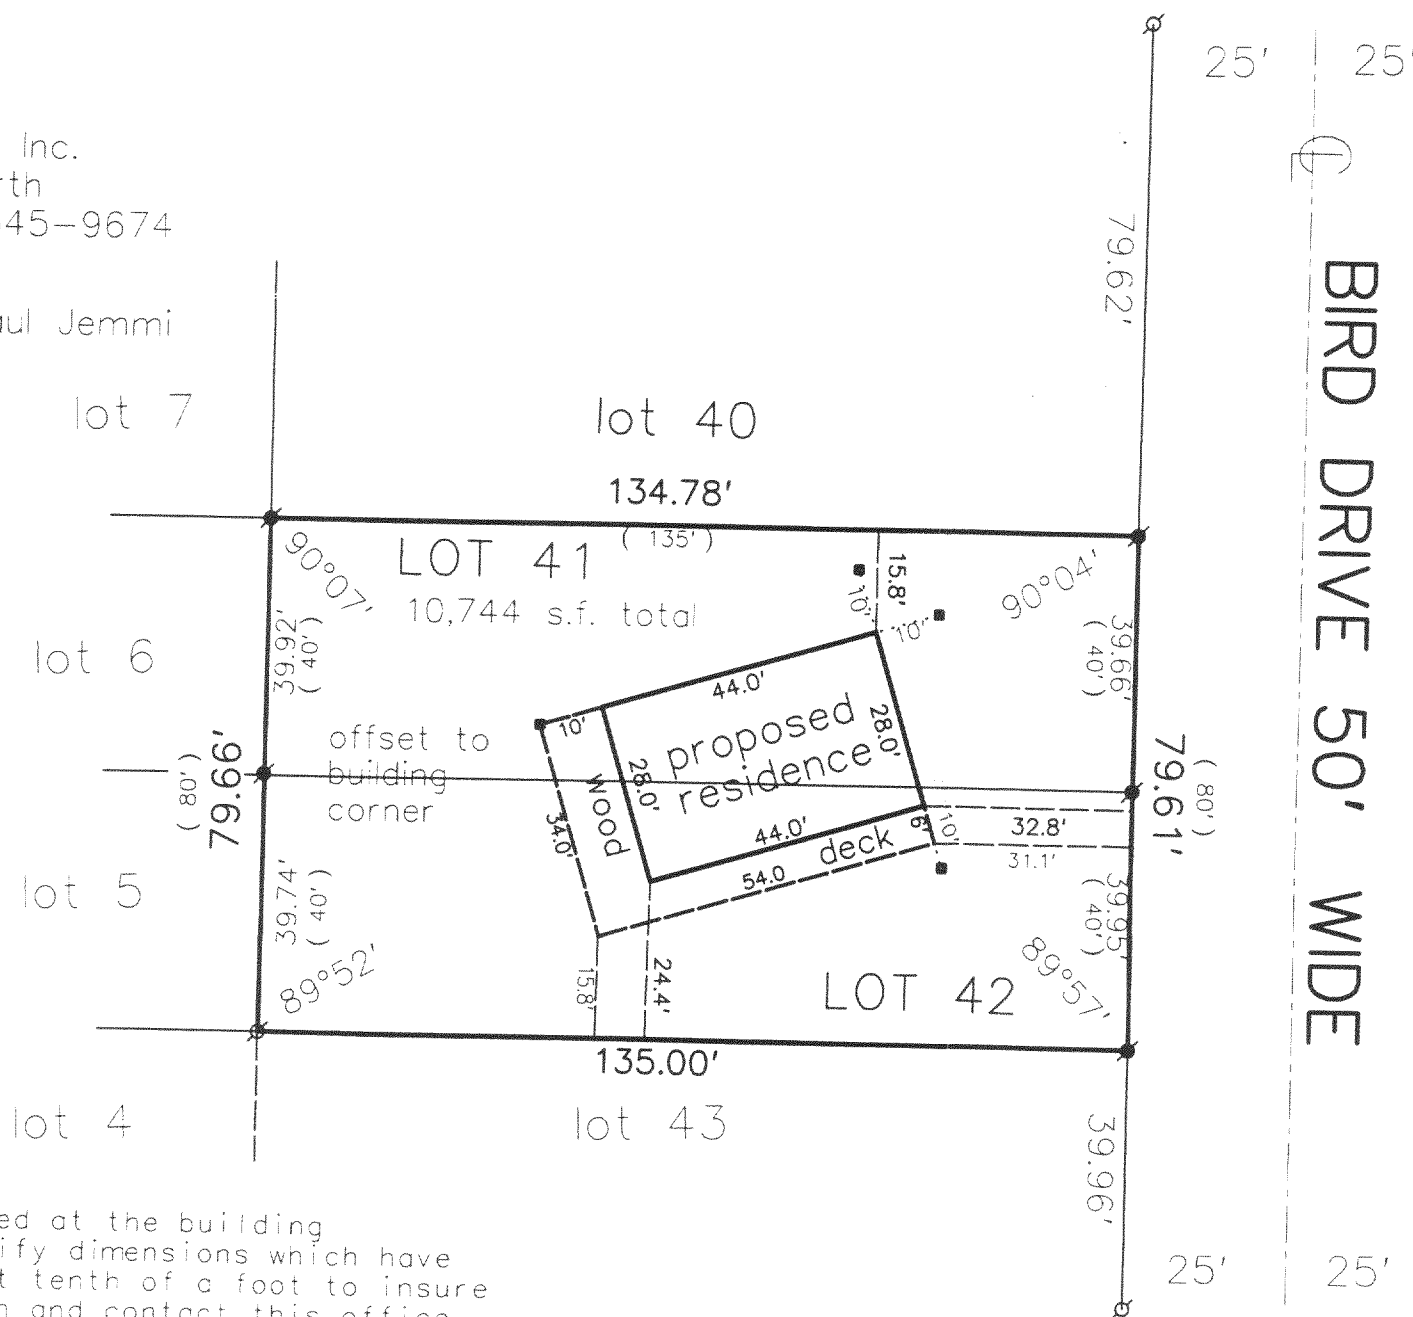 25'
25'
Inc.
rth
45-9674
79.62'
ul Jemmi
BIRD DRIVE 50' WIDE
lot 7
lot 40
134.78'
( 135' )
LOT 41
10,744 s.f. total
90°07'
90°04'
15.8'
10'
10'
39.92'
( 40')
39.66'
( 40')
lot 6
44.0'
28.0'
proposed
residence
10'
offset to
building
corner
wood
28.0'
34.0'
79.66'
( 80' )
79.61'
( 80')
44.0'
deck
6'
10'
32.8'
31.1'
54.0
lot 5
39.74'
( 40')
39.95'
( 40')
89°52'
89°57'
15.8'
24.4'
LOT 42
135.00'
lot 4
lot 43
39.96'
ed at the building
ify dimensions which have
t tenth of a foot to insure
n and contact this office
25'
25'